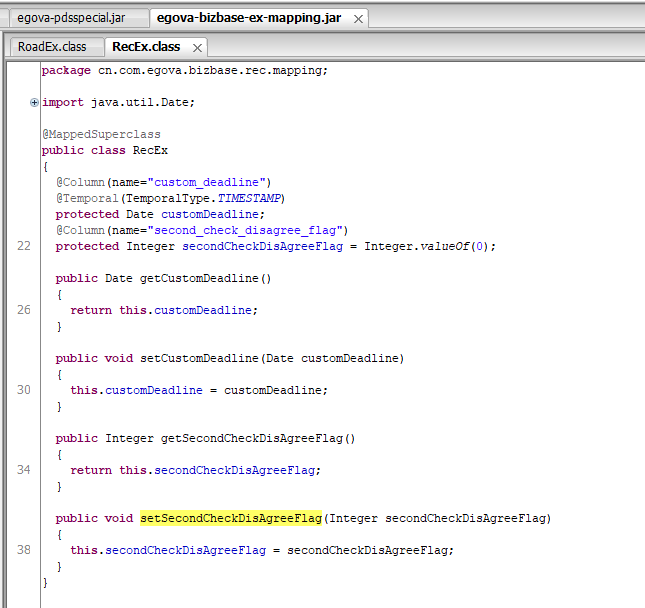 egova-pdsspecial.jar egova-bizbase-ex-mapping.jar
RoadEx.class RecEx.class
package cn.com.egova.bizbase.rec.mapping;
import java.util.Date;
@MappedSuperclass
public class RecEx
{
@Column(name="custom_deadline")
@Temporal(TemporalType.TIMESTAMP)
protected Date customDeadline;
@Column(name="second_check_disagree_flag")
22 protected Integer secondCheckDisAgreeFlag = Integer.valueOf(0);
public Date getCustomDeadline()
{
26 return this.customDeadline;
}
public void setCustomDeadline(Date customDeadline)
{
30 this.customDeadline = customDeadline;
}
public Integer getSecondCheckDisAgreeFlag()
{
34 return this.secondCheckDisAgreeFlag;
}
public void setSecondCheckDisAgreeFlag(Integer secondCheckDisAgreeFlag)
{
38 this.secondCheckDisAgreeFlag = secondCheckDisAgreeFlag;
}
}